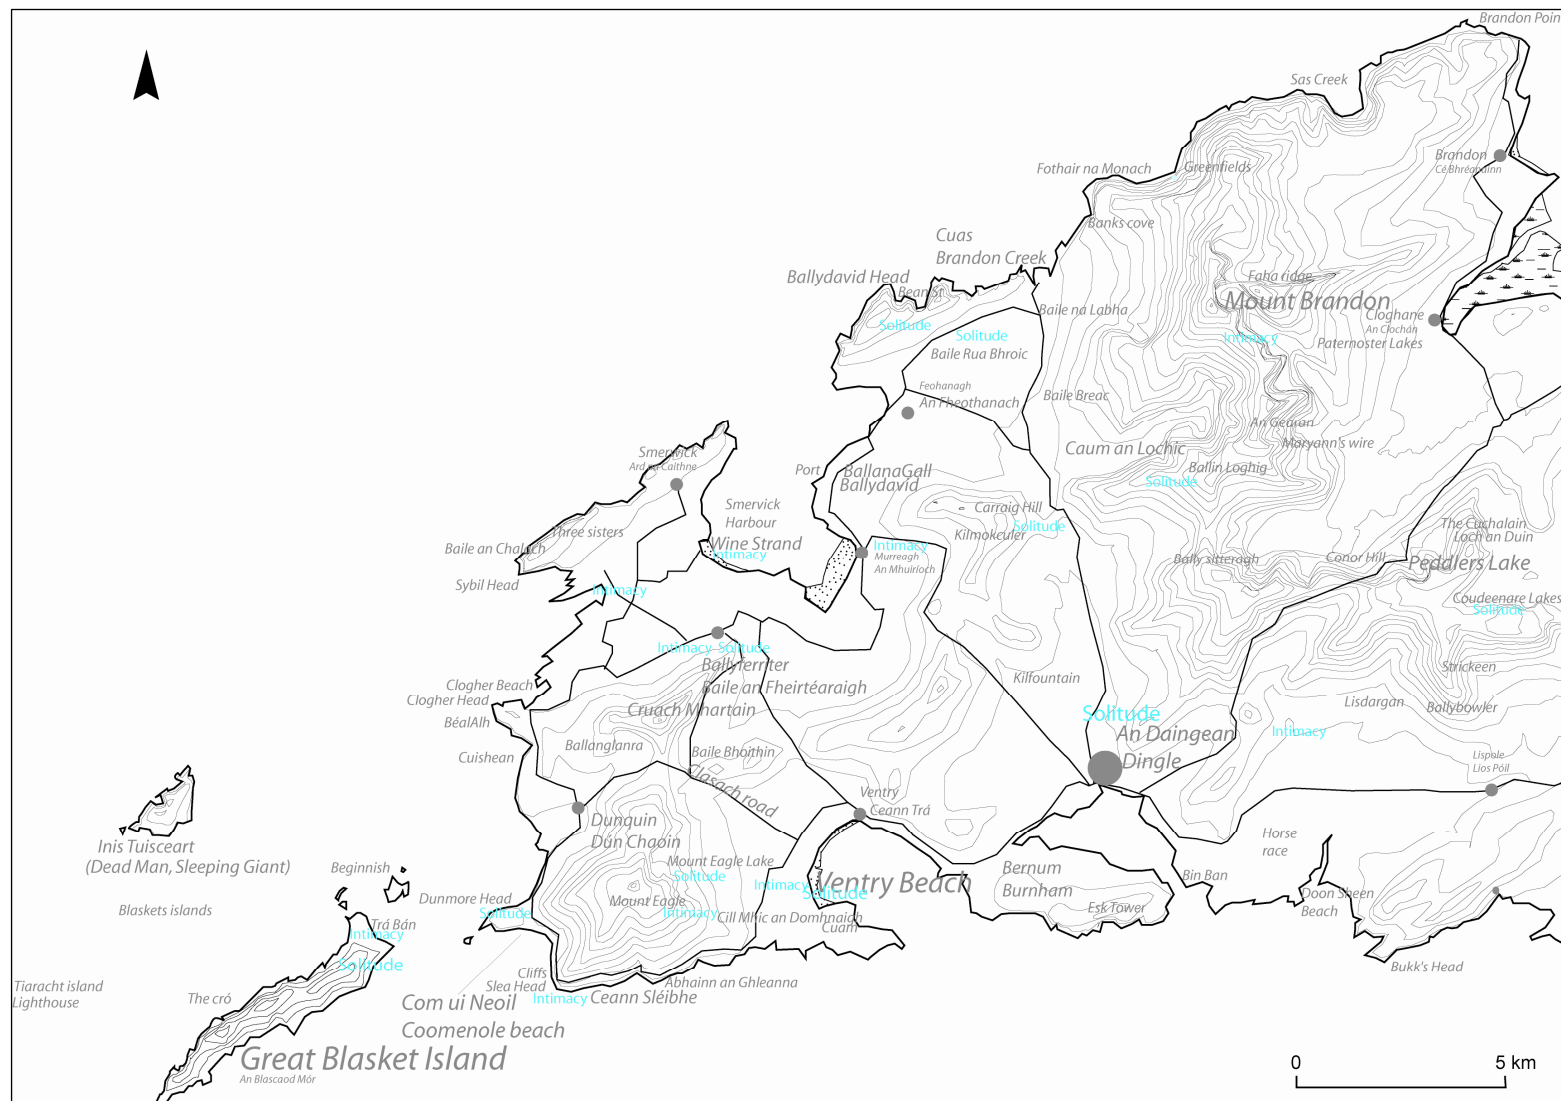 Brandon Poin
Sas Creek
Brandon
Cé Bhréanainn
Fothair na Monach
Greenfields
Banks cove
Cuas
Brandon Creek
Ballydavid Head
Bean St
Faha ridge
Mount Brandon
Baile na Labha
Cloghane
An Clochán
Solitude
Solitude
Intimacy
Paternoster Lakes
Baile Rua Bhroic
Feohanagh
An Fheothanach
Baile Breac
An Gearan
Maryann's wire
Caum an Lochic
Smerwick
Ard na Caithne
Port
BallanaGall
Ballydavid
Ballin Loghig
Solitude
Smervick
Harbour
Carraig Hill
Solitude
Kilmokculer
The Cuchalain
Loch an Duin
Three sisters
Wine Strand
Intimacy
Intimacy
Murreagh
An Mhuirioch
Baile an Chalach
Bally sitteragh
Conor Hill
Peddlers Lake
Sybil Head
Intimacy
Coudeenare Lakes
Solitude
Intimacy
Solitude
Ballyferriter
Baile an Fheirtéaraigh
Strickeen
Kilfountain
Clogher Beach
Clogher Head
BéalAlh
Cruach Mhartain
Lisdargan
Ballybowler
Solitude
An Daingean
Dingle
Intimacy
Ballanglanra
Baile Bhoithin
Cuishean
Clasach road
Lispole
Lios Póil
Ventry
Ceann Trá
Dunquin
Dún Chaoin
Horse
race
Inis Tuisceart
(Dead Man, Sleeping Giant)
Beginnish
Mount Eagle Lake
Solitude
Intimacy
Ventry Beach
Solitude
Bernum
Burnham
Bin Ban
Doon Sheen
Beach
Dunmore Head
Solitude
Mount Eagle
Intimacy
Esk Tower
Blaskets islands
Cill Mhic an Domhnaigh
Cuam
Trá Bán
Intimacy
Solitude
Bukk's Head
Cliffs
Slea Head
Abhainn an Ghleanna
Tiaracht island
Lighthouse
The cró
Intimacy
Ceann Sléibhe
Com ui Neoil
Coomenole beach
Great Blasket Island
An Blascaod Mór
0
5 km